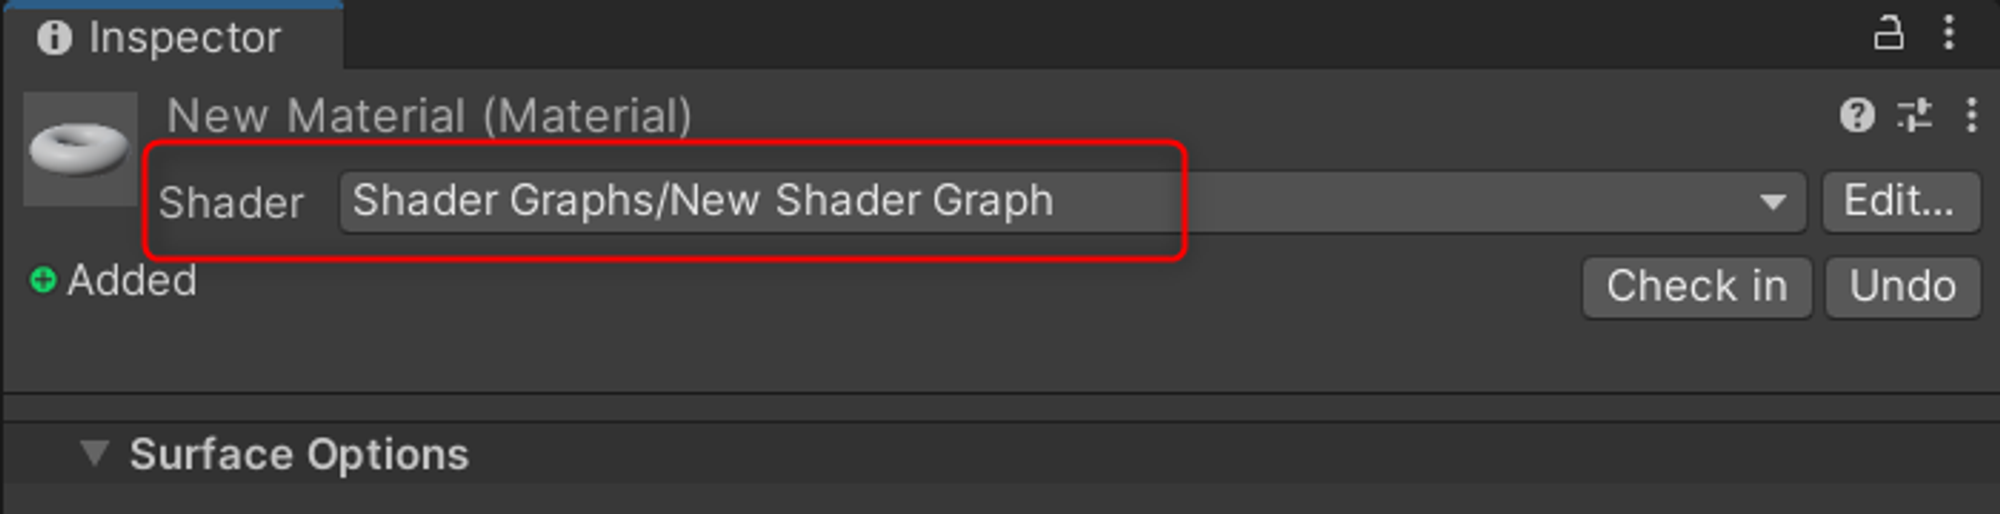 Inspector
New Material (Material)
Shader Shader Graphs/New Shader Graph Edit...
Added Check in Undo
Surface Options